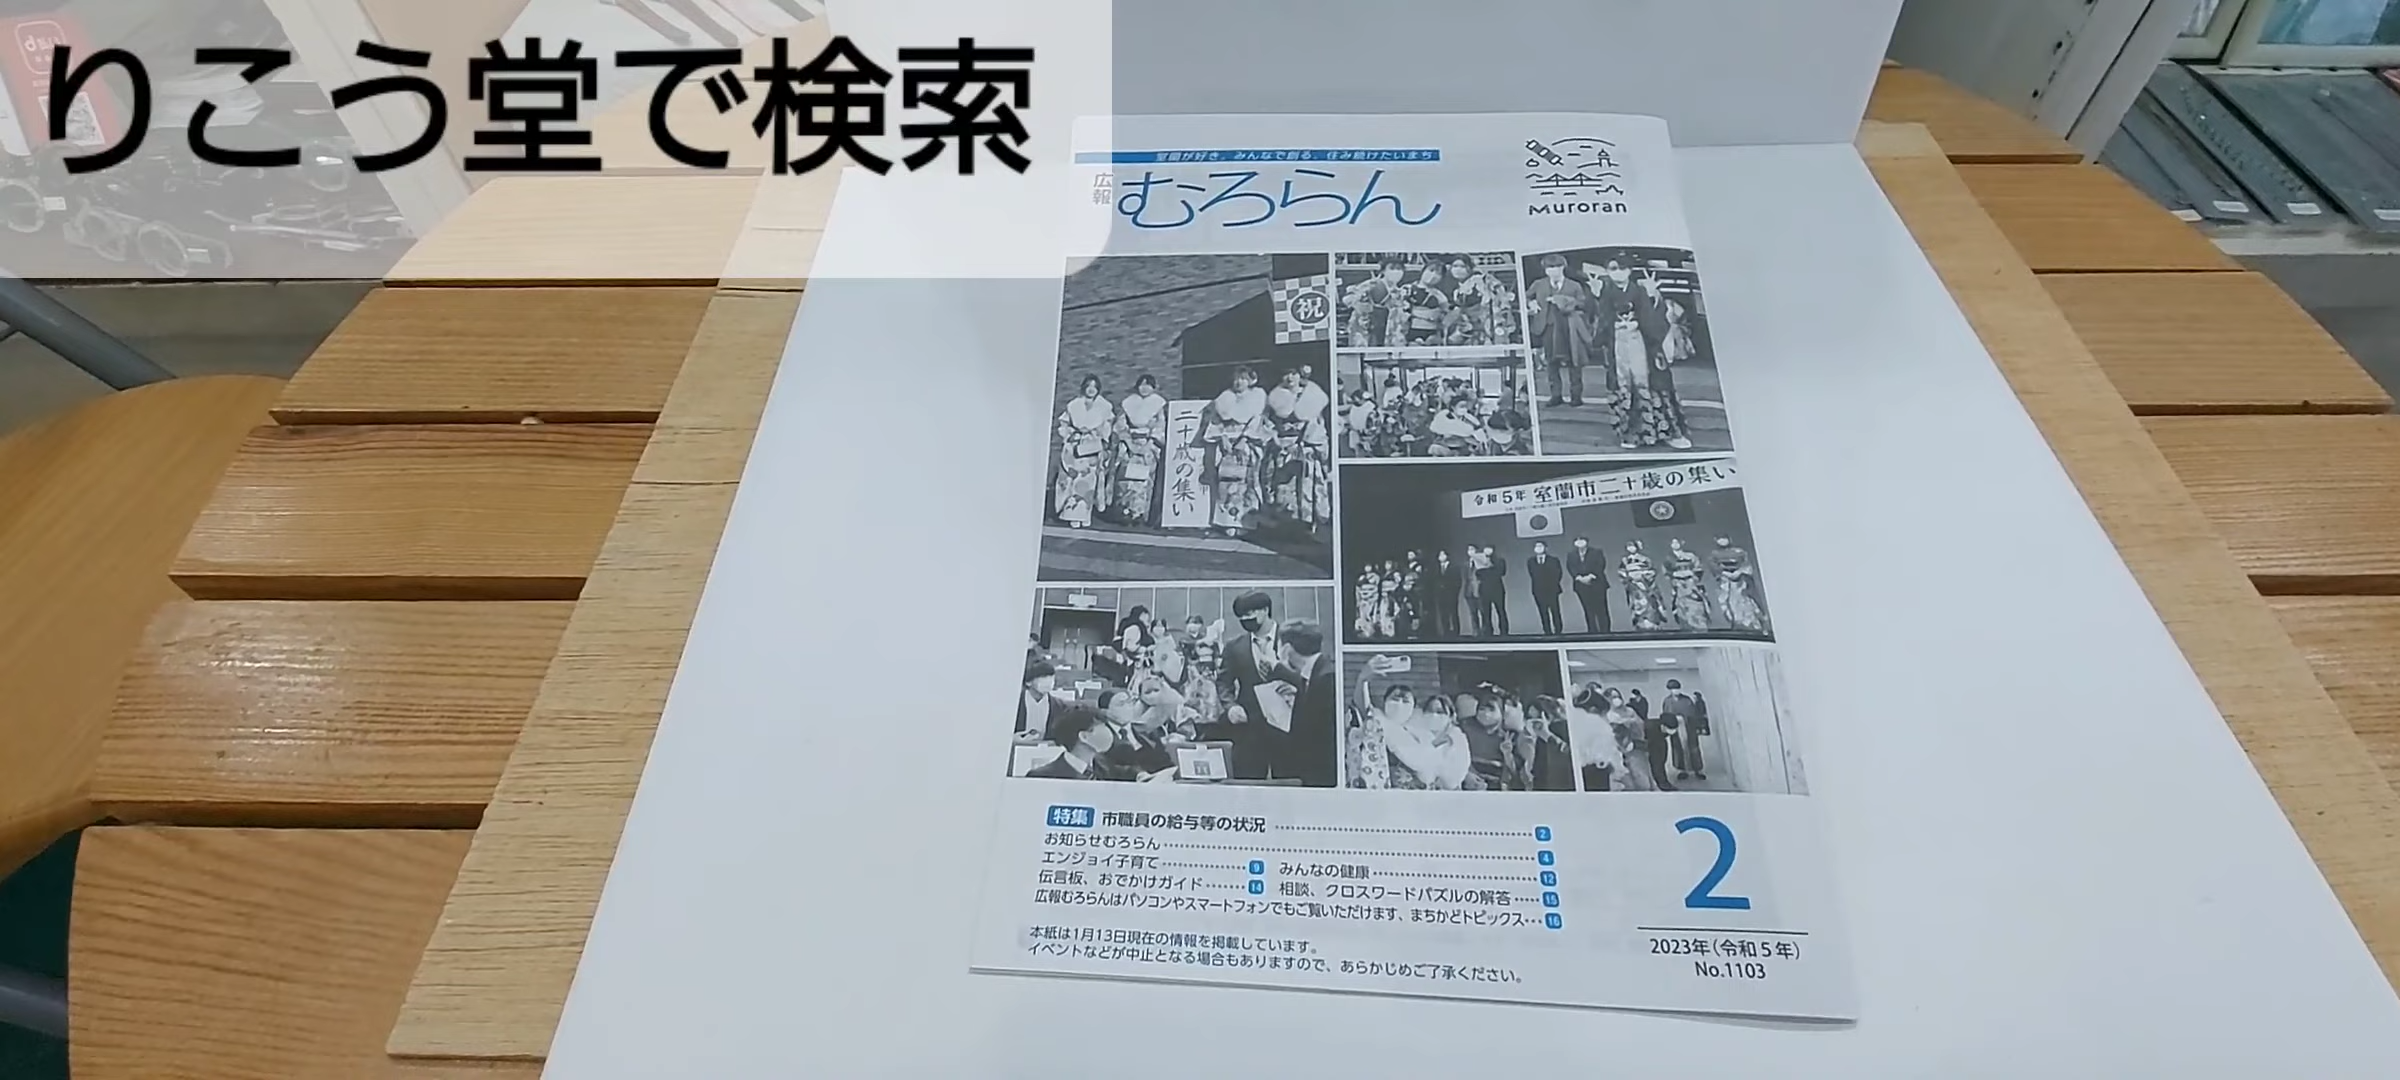 りこう堂で検索
室蘭が好き。みんなで創る。住み続けたいまち
広報
むろらん
Muroran
祝
二十歳の集い
令和5年 室蘭市二十歳の集い
特集 市職員の給与等の状況 2
お知らせむろらん 4
エンジョイ子育て 9 みんなの健康 12
伝言板、おでかけガイド 14 相談、クロスワードパズルの解答 15
広報むろらんはパソコンやスマートフォンでもご覧いただけます、まちかどトピックス 16
本紙は1月13日現在の情報を掲載しています。
イベントなどが中止となる場合もありますので、あらかじめご了承ください。
2
2023年(令和5年)
No.1103